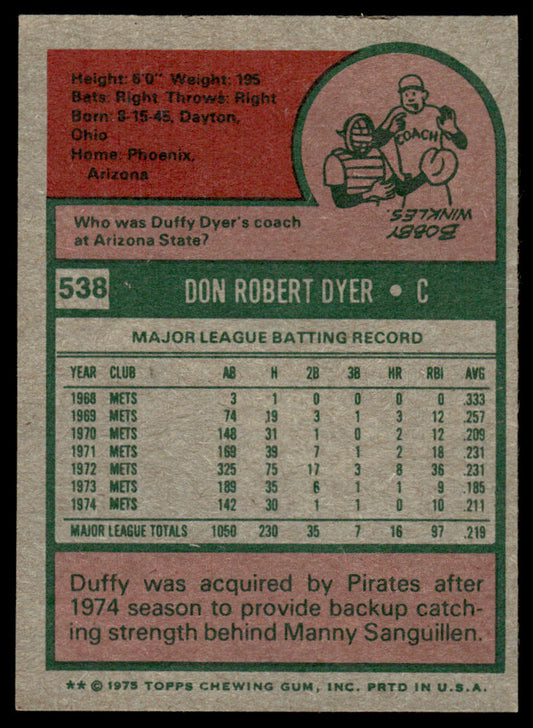 Height: 6'0" Weight: 195
Bats: Right Throws: Right
Born: 8-15-45, Dayton,
Ohio
Home: Phoenix,
Arizona
COACH
BOBBY
WINKLES.
Who was Duffy Dyer's coach
at Arizona State?
538 DON ROBERT DYER • C
MAJOR LEAGUE BATTING RECORD
YEAR CLUB AB H 2B 3B HR RBI AVG
1968 METS 3 1 0 0 0 0 .333
1969 METS 74 19 3 1 3 12 .257
1970 METS 148 31 1 0 2 12 .209
1971 METS 169 39 7 1 2 18 .231
1972 METS 325 75 17 3 8 36 .231
1973 METS 189 35 6 1 1 9 .185
1974 METS 142 30 1 1 0 10 .211
MAJOR LEAGUE TOTALS 1050 230 35 7 16 97 .219
Duffy was acquired by Pirates after
1974 season to provide backup catch-
ing strength behind Manny Sanguillen.
** © 1975 TOPPS CHEWING GUM, INC. PRTD IN U.S.A.